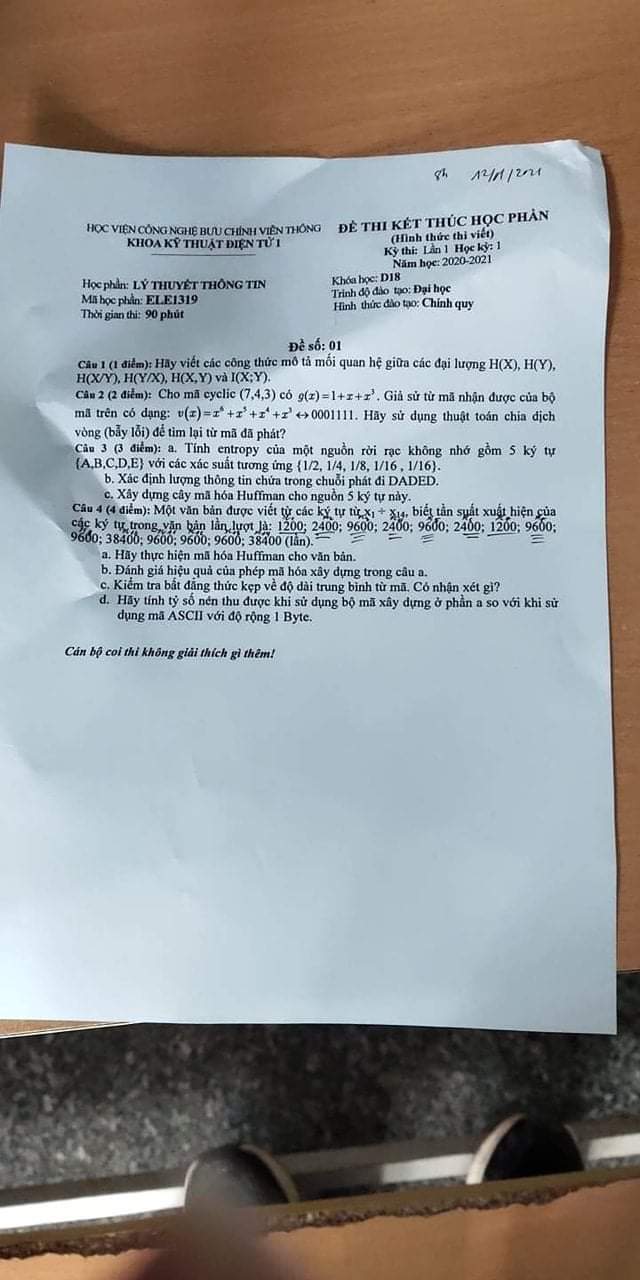 8h 12/01/2021
HỌC VIỆN CÔNG NGHỆ BƯU CHÍNH VIỄN THÔNG
KHOA KỸ THUẬT ĐIỆN TỬ I
ĐỀ THI KẾT THÚC HỌC PHẦN
(Hình thức thi viết)
Kỳ thi: Lần 1 Học kỳ: 1
Năm học: 2020-2021
Học phần: LÝ THUYẾT THÔNG TIN
Mã học phần: ELE1319
Thời gian thi: 90 phút
Khóa học: D18
Trình độ đào tạo: Đại học
Hình thức đào tạo: Chính quy
Đề số: 01
Câu 1 (1 điểm): Hãy viết các công thức mô tả mối quan hệ giữa các đại lượng H(X), H(Y),
H(X/Y), H(Y/X), H(X,Y) và I(X;Y).
Câu 2 (2 điểm): Cho mã cyclic (7,4,3) có g(x)=1+x+x³. Giả sử từ mã nhận được của bộ
mã trên có dạng: v(x)=x⁶+x⁵+x⁴+x³ ↔ 0001111. Hãy sử dụng thuật toán chia dịch
vòng (bẫy lỗi) để tìm lại từ mã đã phát?
Câu 3 (3 điểm): a. Tính entropy của một nguồn rời rạc không nhớ gồm 5 ký tự
{A,B,C,D,E} với các xác suất tương ứng {1/2, 1/4, 1/8, 1/16 , 1/16}.
b. Xác định lượng thông tin chứa trong chuỗi phát đi DADED.
c. Xây dựng cây mã hóa Huffman cho nguồn 5 ký tự này.
Câu 4 (4 điểm): Một văn bản được viết từ các ký tự từ x₁ ÷ x₁₄, biết tần suất xuất hiện của
các ký tự trong văn bản lần lượt là: 1200; 2400; 9600; 2400; 9600; 2400; 1200; 9600;
9600; 38400; 9600; 9600; 9600; 38400 (lần).
a. Hãy thực hiện mã hóa Huffman cho văn bản.
b. Đánh giá hiệu quả của phép mã hóa xây dựng trong câu a.
c. Kiểm tra bất đẳng thức kẹp về độ dài trung bình từ mã. Có nhận xét gì?
d. Hãy tính tỷ số nén thu được khi sử dụng bộ mã xây dựng ở phần a so với khi sử
dụng mã ASCII với độ rộng 1 Byte.
Cán bộ coi thi không giải thích gì thêm!